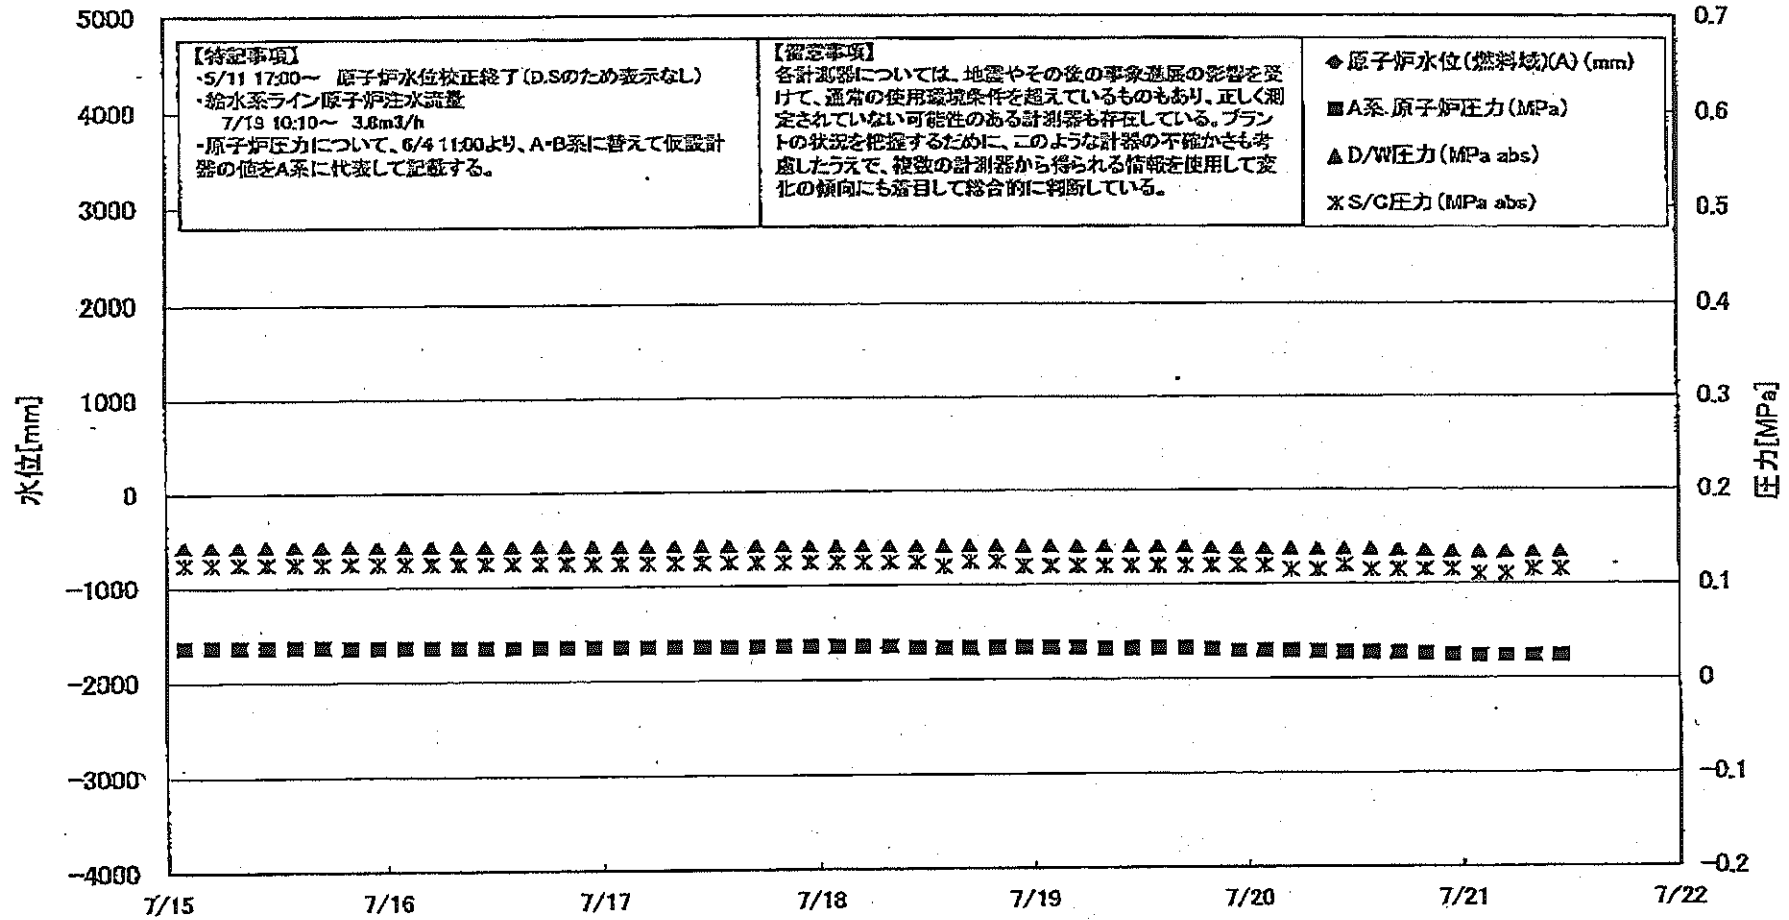 5000
4000
3000
2000
1000
0
-1000
-2000
-3000
-4000
水位[mm]
【特記事項】
・5/11 17:00～ 原子炉水位校正終了(D.Sのため表示なし)
・給水系ライン原子炉注水流量
7/19 10:10～ 3.8m3/h
・原子炉圧力について、6/4 11:00より、A・B系に替えて仮設計
器の値をA系に代表して記載する。
【留意事項】
各計測器については、地震やその後の事象進展の影響を受
けて、通常の使用環境条件を超えているものもあり、正しく測
定されていない可能性のある計測器も存在している。プラン
トの状況を把握するために、このような計器の不確かさも考
慮したうえで、複数の計測器から得られる情報を使用して変
化の傾向にも着目して総合的に判断している。
◆原子炉水位(燃料域)(A)(mm)
■A系 原子炉圧力(MPa)
▲D/W圧力(MPa abs)
S/C圧力(MPa abs)
0.7
0.6
0.5
0.4
0.3
0.2
0.1
0
-0.1
-0.2
圧力[MPa]
7/15
7/16
7/17
7/18
7/19
7/20
7/21
7/22